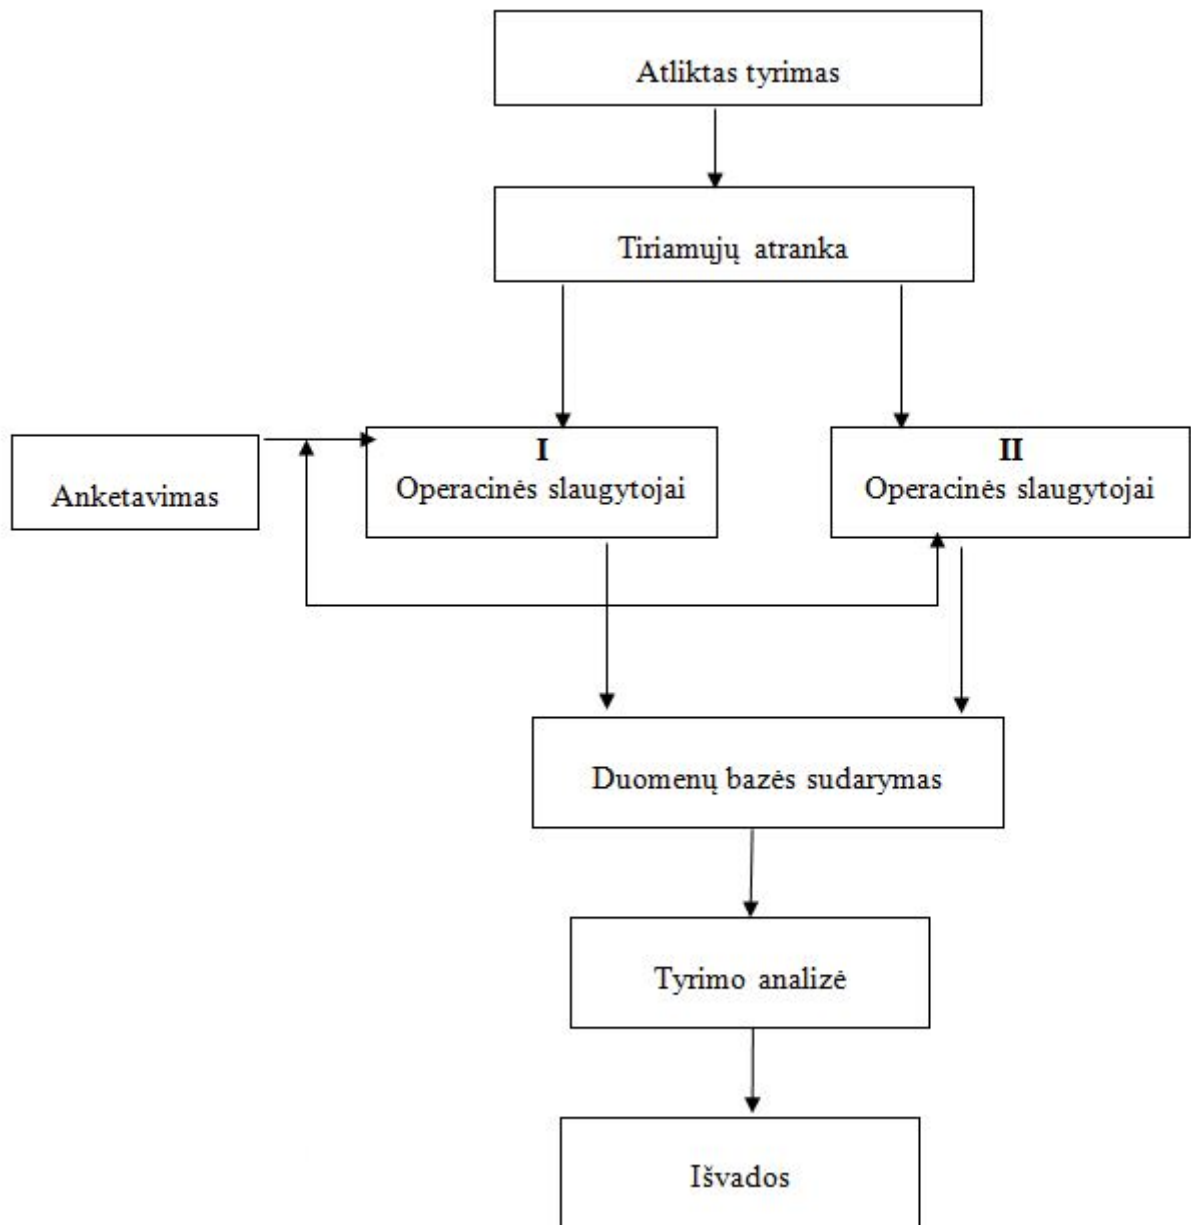 Atliktas tyrimas
Tiriamųjų atranka
Anketavimas
I
Operacinės slaugytojai
II
Operacinės slaugytojai
Duomenų bazės sudarymas
Tyrimo analizė
Išvados